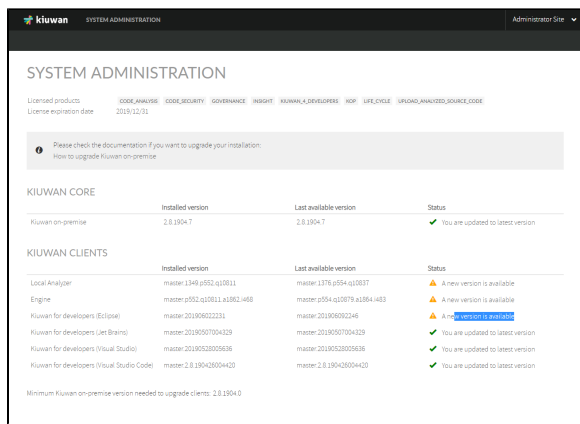 kiuwan SYSTEM ADMINISTRATION Administrator Site
SYSTEM ADMINISTRATION
Licensed products CODE_ANALYSIS CODE_SECURITY GOVERNANCE INSIGHT KIUWAN_4_DEVELOPERS KOP LIFE_CYCLE UPLOAD_ANALYZED_SOURCE_CODE
License expiration date 2019/12/31
Please check the documentation if you want to upgrade your installation:
How to upgrade Kiuwan on-premise
KIUWAN CORE
Installed version Last available version Status
Kiuwan on-premise 2.8.1904.7 2.8.1904.7 You are updated to latest version
KIUWAN CLIENTS
Installed version Last available version Status
Local Analyzer master.1349.p552.q10811 master.1376.p554.q10837 A new version is available
Engine master.p552.q10811.a1862.i468 master.p554.q10879.a1864.i483 A new version is available
Kiuwan for developers (Eclipse) master.201906022231 master.201906092246 A new version is available
Kiuwan for developers (Jet Brains) master.20190507004329 master.20190507004329 You are updated to latest version
Kiuwan for developers (Visual Studio) master.20190528005636 master.20190528005636 You are updated to latest version
Kiuwan for developers (Visual Studio Code) master.2.8.190426004420 master.2.8.190426004420 You are updated to latest version
Minimum Kiuwan on-premise version needed to upgrade clients: 2.8.1904.0